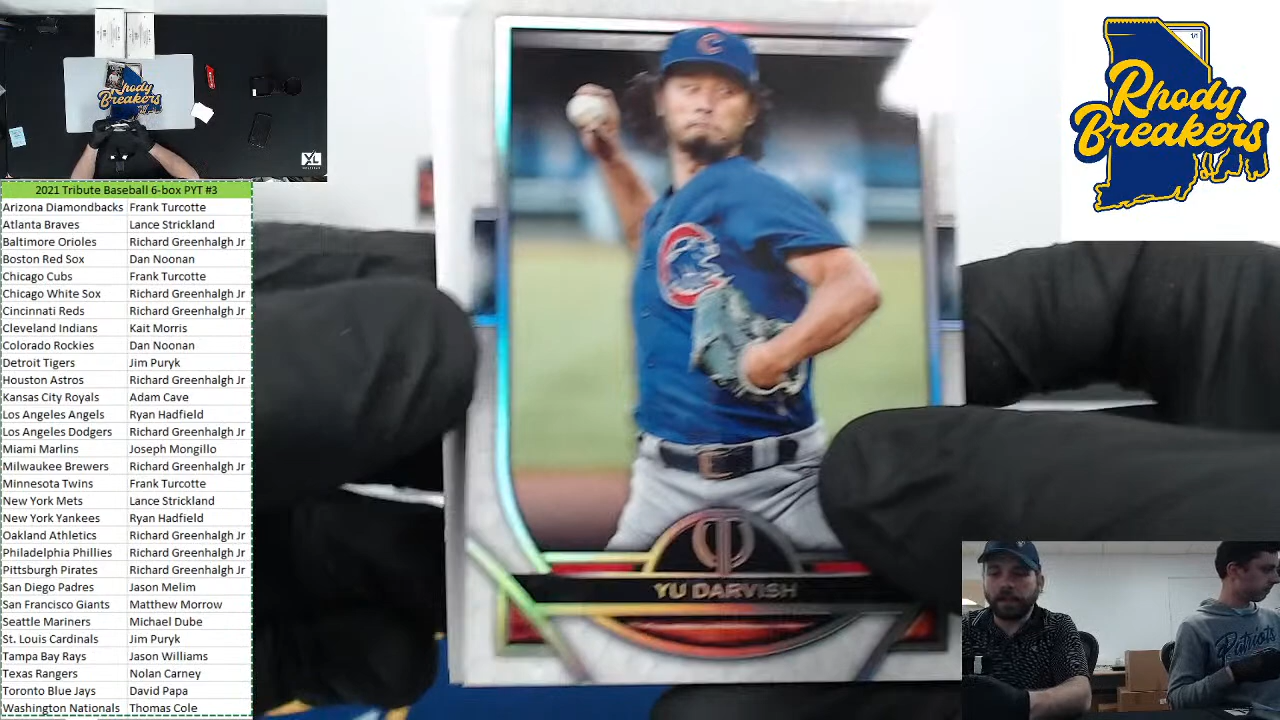 2021 Tribute Baseball 6-box PYT #3
Arizona Diamondbacks Frank Turcotte
Atlanta Braves Lance Strickland
Baltimore Orioles Richard Greenhalgh Jr
Boston Red Sox Dan Noonan
Chicago Cubs Frank Turcotte
Chicago White Sox Richard Greenhalgh Jr
Cincinnati Reds Richard Greenhalgh Jr
Cleveland Indians Kait Morris
Colorado Rockies Dan Noonan
Detroit Tigers Jim Puryk
Houston Astros Richard Greenhalgh Jr
Kansas City Royals Adam Cave
Los Angeles Angels Ryan Hadfield
Los Angeles Dodgers Richard Greenhalgh Jr
Miami Marlins Joseph Mongillo
Milwaukee Brewers Richard Greenhalgh Jr
Minnesota Twins Frank Turcotte
New York Mets Lance Strickland
New York Yankees Ryan Hadfield
Oakland Athletics Richard Greenhalgh Jr
Philadelphia Phillies Richard Greenhalgh Jr
Pittsburgh Pirates Richard Greenhalgh Jr
San Diego Padres Jason Melim
San Francisco Giants Matthew Morrow
Seattle Mariners Michael Dube
St. Louis Cardinals Jim Puryk
Tampa Bay Rays Jason Williams
Texas Rangers Nolan Carney
Toronto Blue Jays David Papa
Washington Nationals Thomas Cole
Rhody
Breakers
XL
C
C
YU DARVISH
1/1
Rhody
Breakers
Patriots